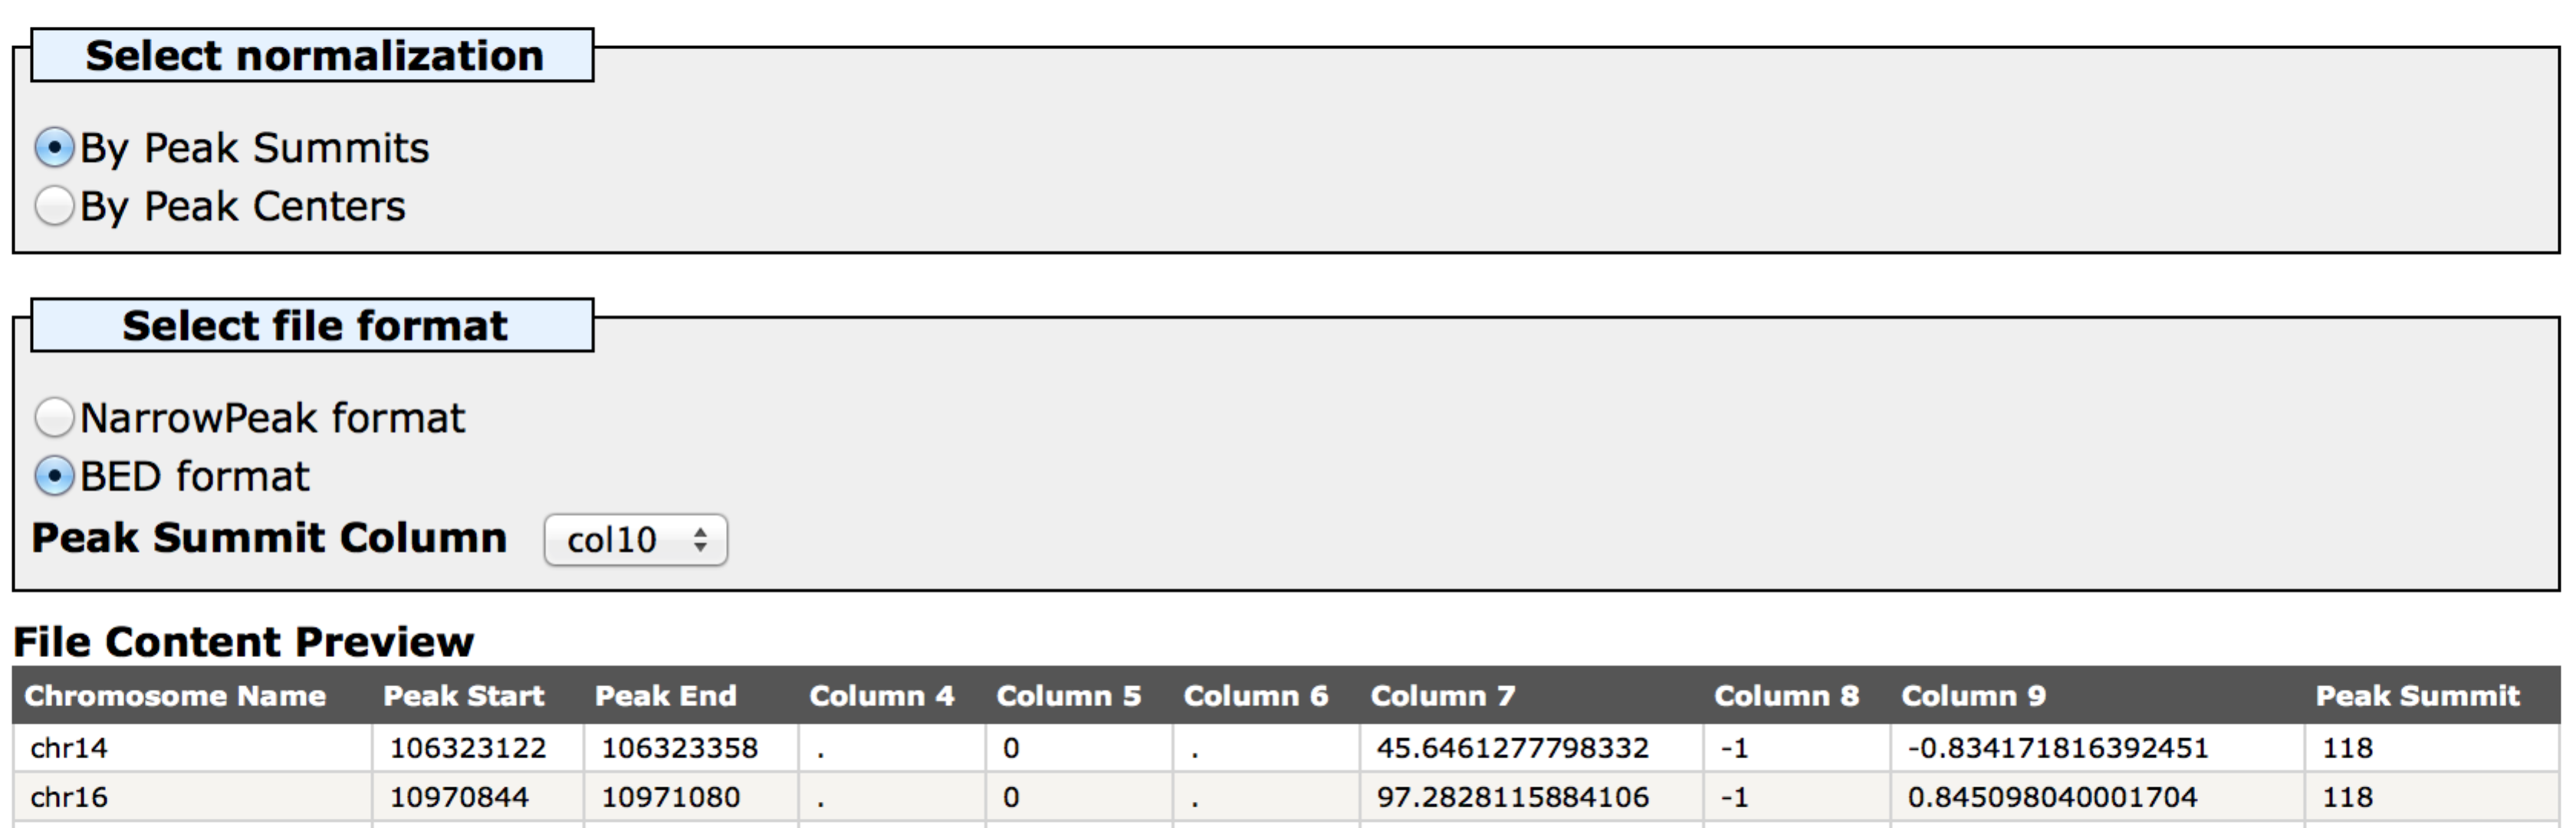 Select normalization
By Peak Summits
By Peak Centers
Select file format
NarrowPeak format
BED format
Peak Summit Column col10
File Content Preview
Chromosome Name Peak Start Peak End Column 4 Column 5 Column 6 Column 7 Column 8 Column 9 Peak Summit
chr14 106323122 106323358 . 0 . 45.6461277798332 -1 -0.834171816392451 118
chr16 10970844 10971080 . 0 . 97.2828115884106 -1 0.845098040001704 118